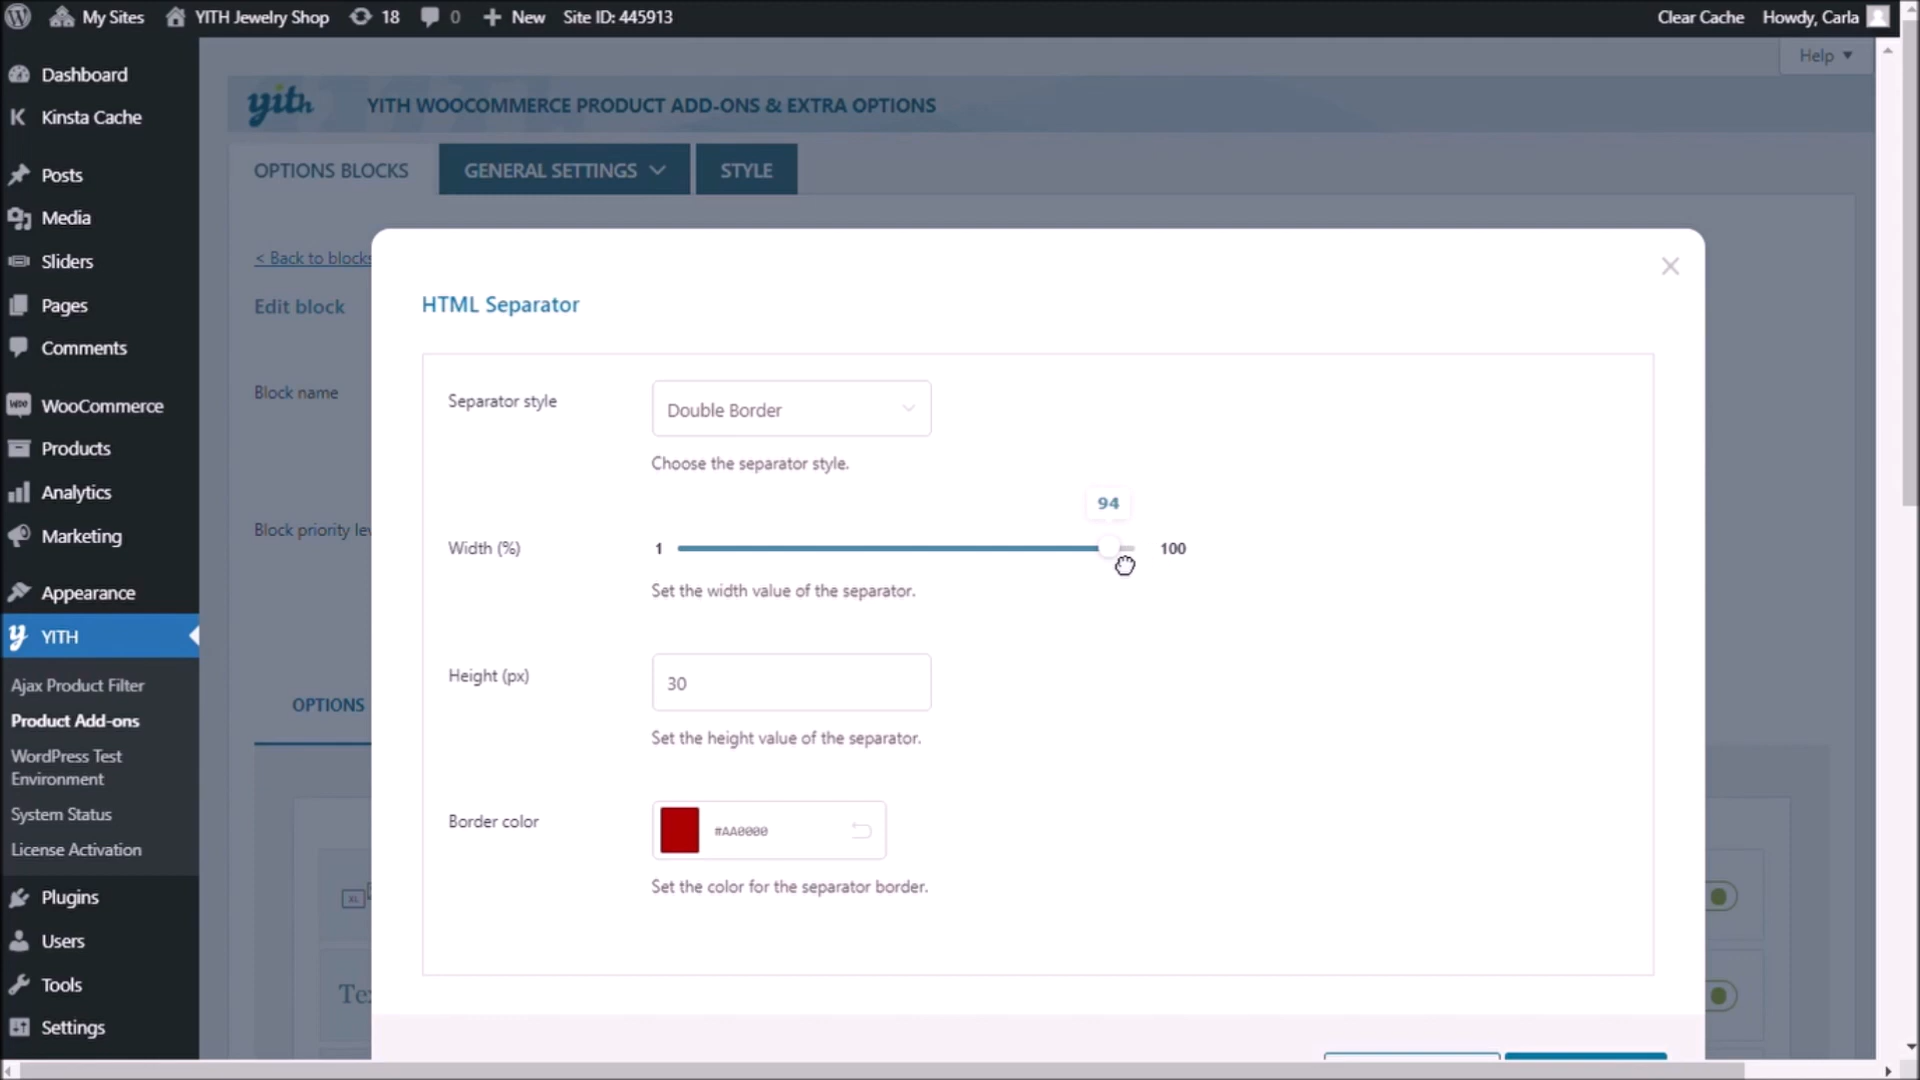 My Sites
YITH Jewelry Shop
18
0
New
Site ID: 445913
Clear Cache
Howdy, Carla
Dashboard
Kinsta Cache
Posts
Media
Sliders
Pages
Comments
WooCommerce
Products
Analytics
Marketing
Appearance
YITH
Ajax Product Filter
Product Add-ons
WordPress Test
Environment
System Status
License Activation
Plugins
Users
Tools
Settings
Help
yith
YITH WOOCOMMERCE PRODUCT ADD-ONS & EXTRA OPTIONS
OPTIONS BLOCKS
GENERAL SETTINGS
STYLE
< Back to blocks
Edit block
Block name
Block priority lev
OPTIONS
XL
Te
HTML Separator
Separator style
Double Border
Choose the separator style.
94
Width (%)
1
100
Set the width value of the separator.
Height (px)
30
Set the height value of the separator.
Border color
#AA0000
Set the color for the separator border.